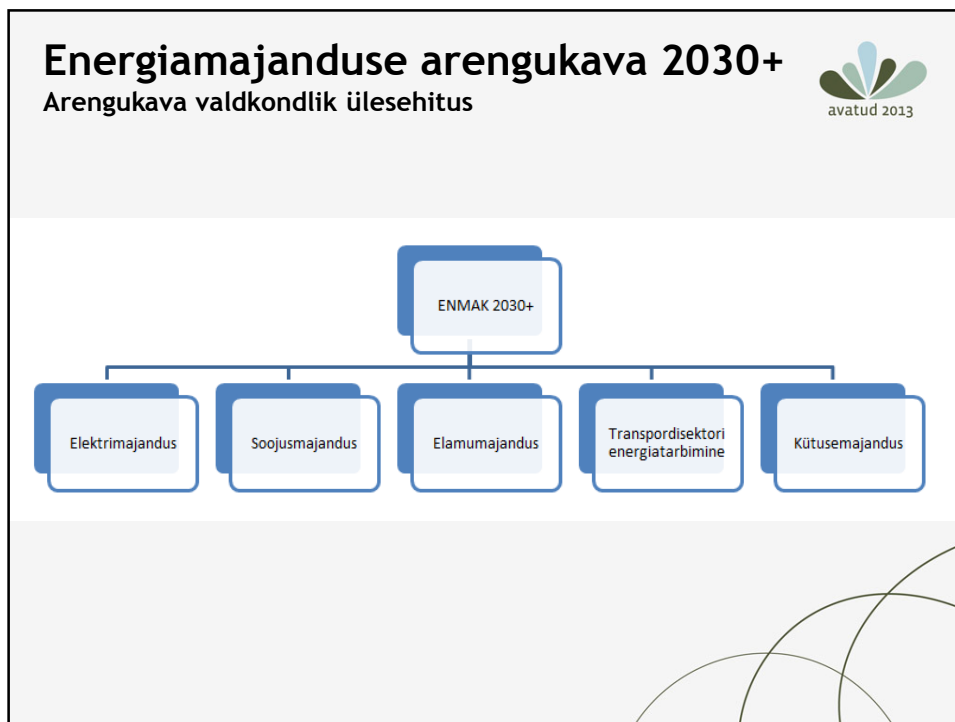 Energiamajanduse arengukava 2030+
Arengukava valdkondlik ülesehitus
avatud 2013
ENMAK 2030+
Elektrimajandus
Soojusmajandus
Elamumajandus
Transpordisektori
energiatarbimine
Kütusemajandus